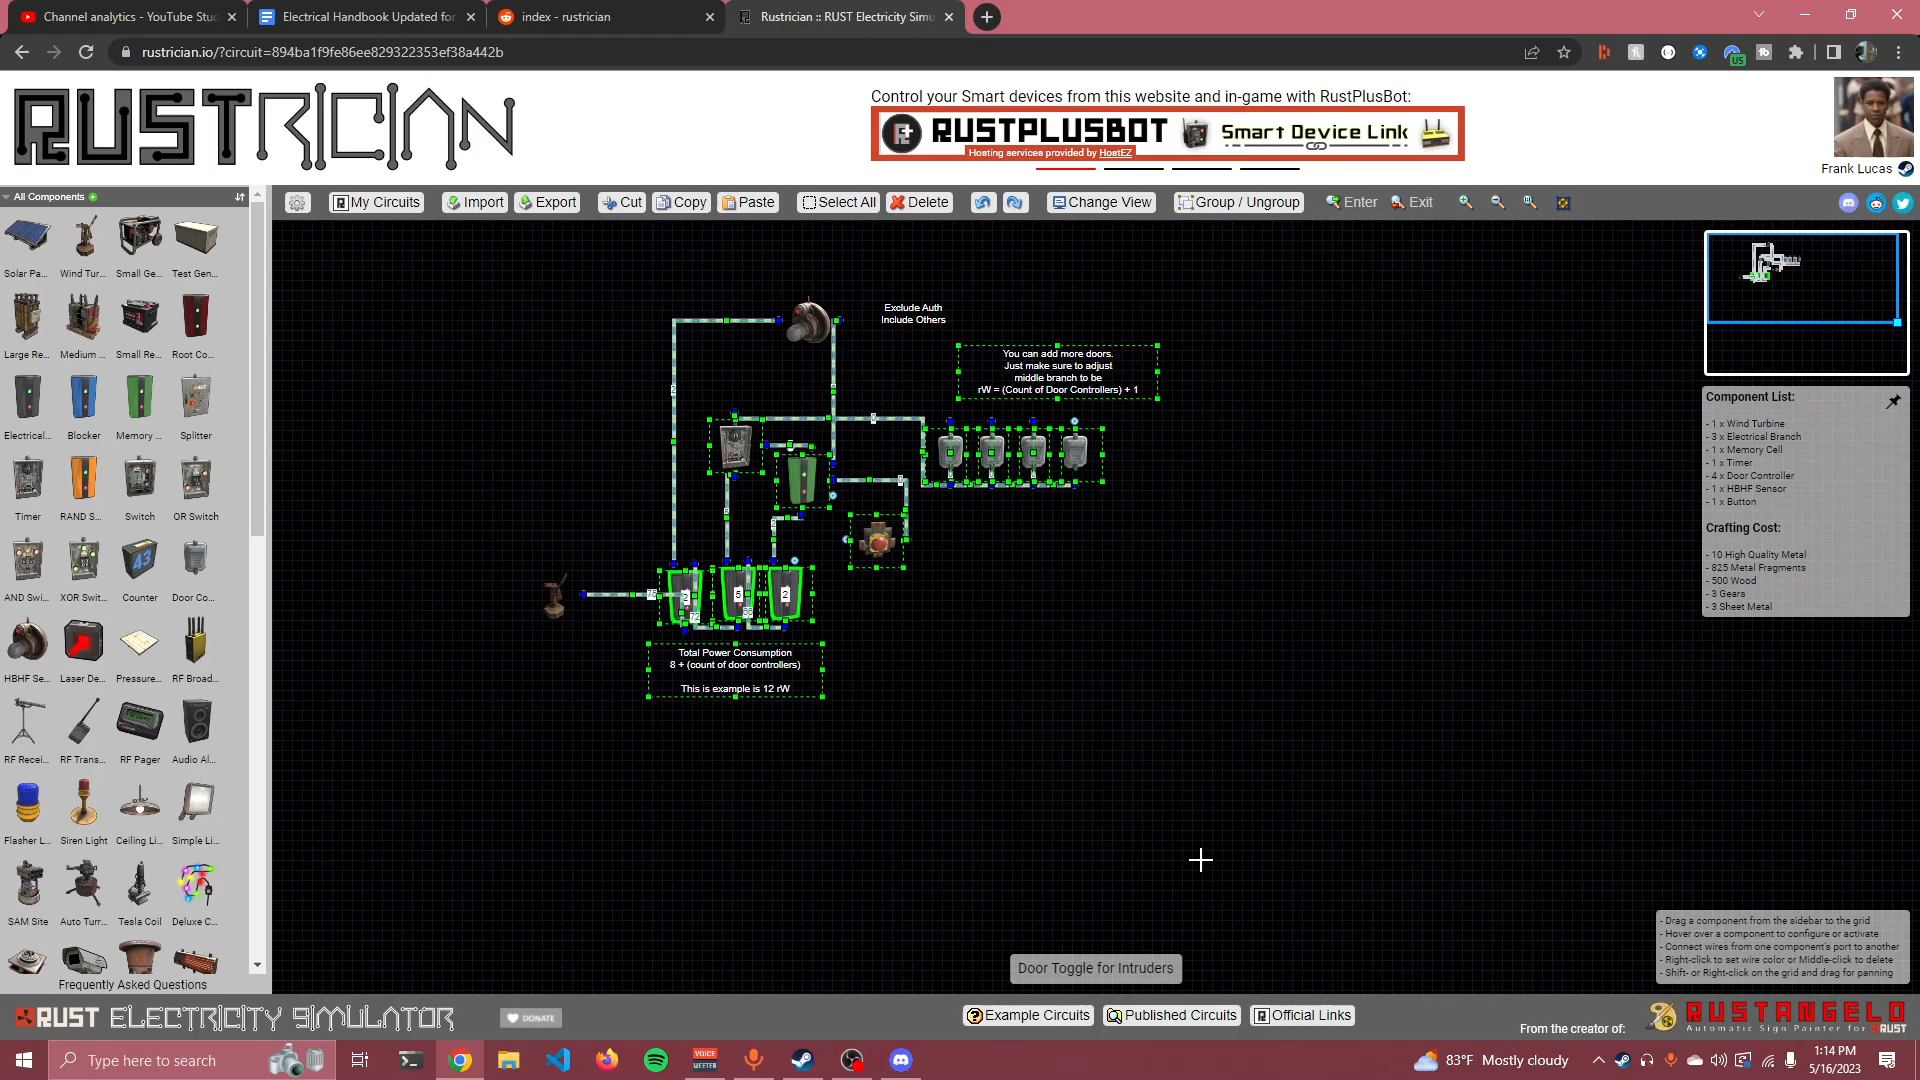 Channel analytics - YouTube Stud
Electrical Handbook Updated for
index - rustrician
Rustrician :: RUST Electricity Simu
rustrician.io/?circuit=894ba1f9fe86ee829322353ef38a442b
US
RUSTRICIAN
Control your Smart devices from this website and in-game with RustPlusBot:
RUSTPLUSBOT
Smart Device Link
Hosting services provided by HostEZ
Frank Lucas
All Components
My Circuits
Import
Export
Cut
Copy
Paste
Select All
Delete
Change View
Group / Ungroup
Enter
Exit
Solar Pa...
Wind Tur...
Small Ge...
Test Gen...
Large Re...
Medium ...
Small Re...
Root Co...
Electrical...
Blocker
Memory ...
Splitter
Timer
RAND S...
Switch
OR Switch
AND Swi...
XOR Swit...
Counter
Door Co...
HBHF Se...
Laser De...
Pressure...
RF Broad...
RF Recei...
RF Trans...
RF Pager
Audio Al...
Flasher L...
Siren Light
Ceiling Li...
Simple Li...
SAM Site
Auto Turr...
Tesla Coil
Deluxe C...
Frequently Asked Questions
Exclude Auth
Include Others
You can add more doors.
Just make sure to adjust
middle branch to be
rW = (Count of Door Controllers) + 1
2
5
2
Total Power Consumption
8 + (count of door controllers)
This is example is 12 rW
Component List:
- 1 x Wind Turbine
- 3 x Electrical Branch
- 1 x Memory Cell
- 1 x Timer
- 4 x Door Controller
- 1 x HBHF Sensor
- 1 x Button
Crafting Cost:
- 10 High Quality Metal
- 825 Metal Fragments
- 500 Wood
- 3 Gears
- 3 Sheet Metal
- Drag a component from the sidebar to the grid
- Hover over a component to configure or activate
- Connect wires from one component's port to another
- Right-click to set wire color or Middle-click to delete
- Shift- or Right-click on the grid and drag for panning
Door Toggle for Intruders
RUST ELECTRICITY SIMULATOR
DONATE
Example Circuits
Published Circuits
Official Links
From the creator of:
RUSTANGELO
Automatic Sign Painter for RUST
Type here to search
VOICE
MEETER
83°F Mostly cloudy
1:14 PM
5/16/2023